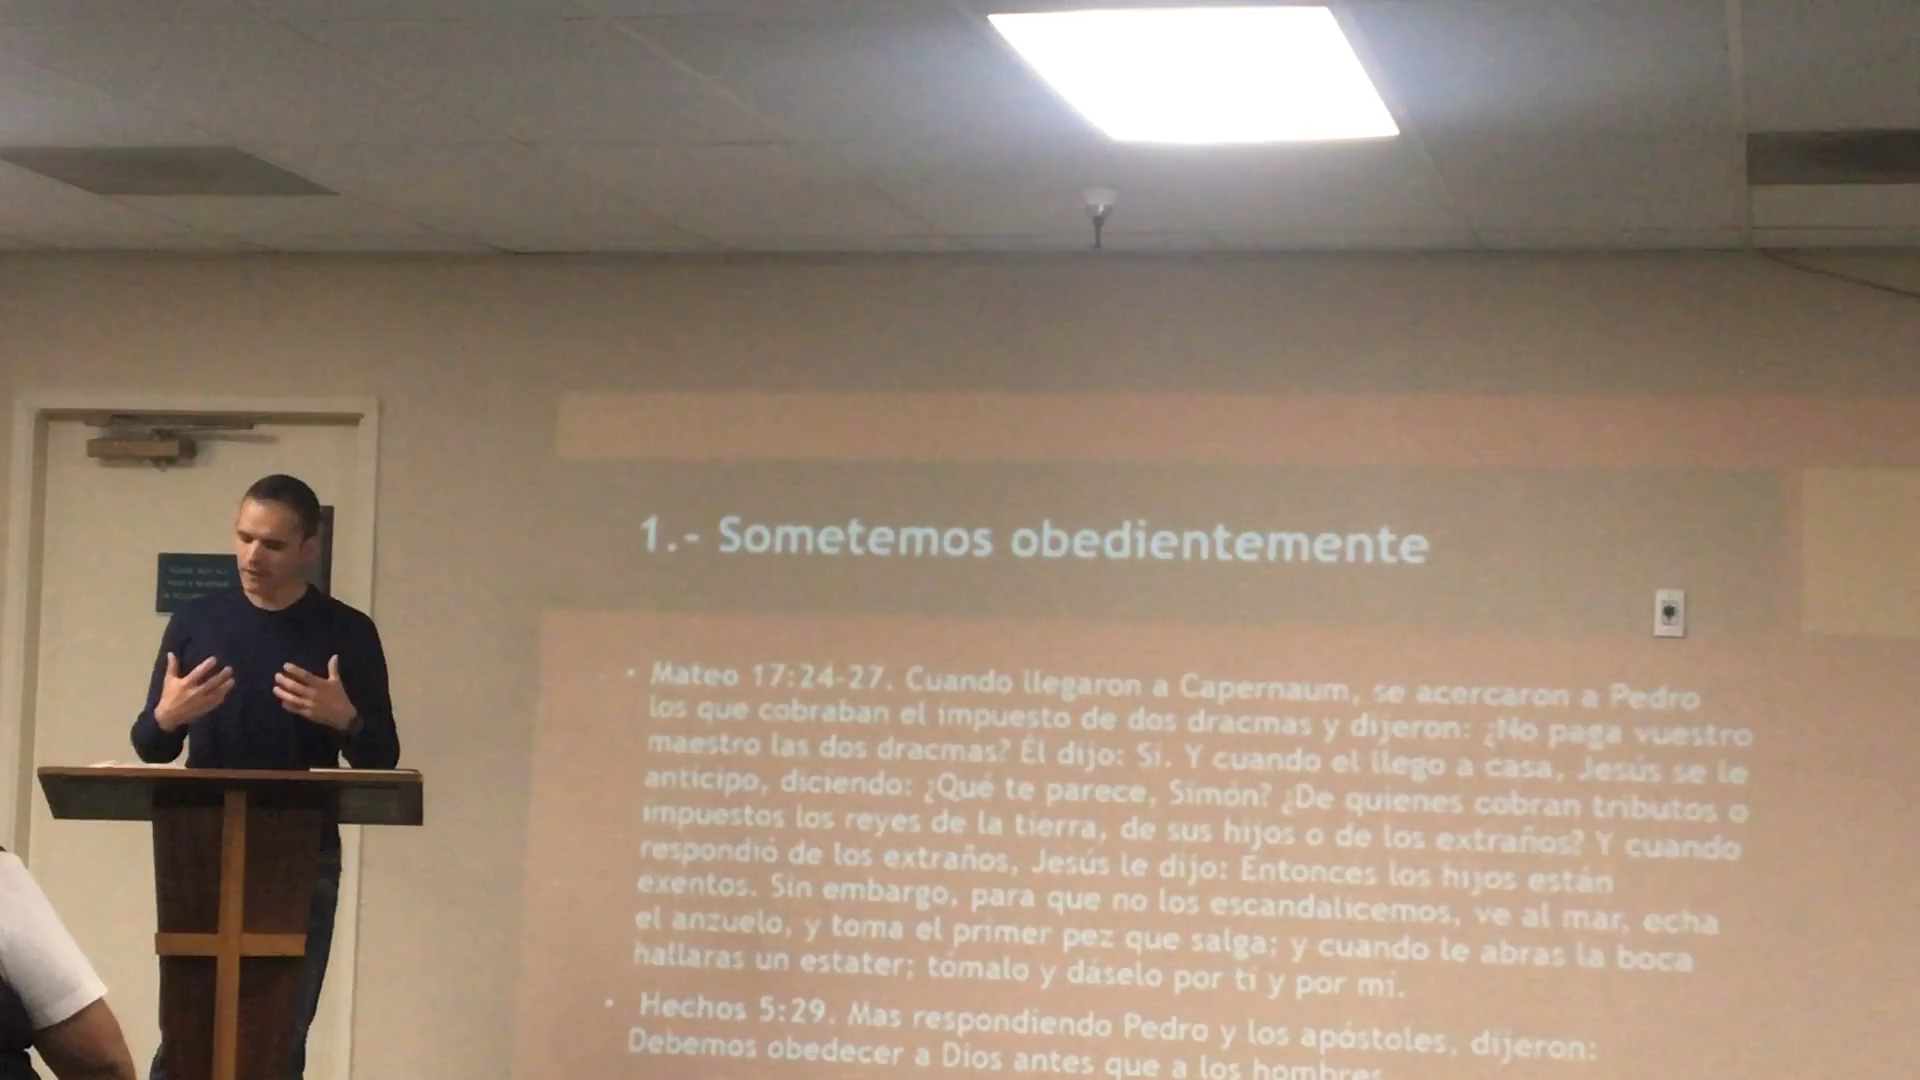 1.- Sometemos obedientemente
• Mateo 17:24-27. Cuando llegaron a Capernaum, se acercaron a Pedro
los que cobraban el impuesto de dos dracmas y dijeron: ¿No paga vuestro
maestro las dos dracmas? Él dijo: Sí. Y cuando el llego a casa, Jesús se le
anticipo, diciendo: ¿Qué te parece, Simón? ¿De quienes cobran tributos o
impuestos los reyes de la tierra, de sus hijos o de los extraños? Y cuando
respondió de los extraños, Jesús le dijo: Entonces los hijos están
exentos. Sin embargo, para que no los escandalicemos, ve al mar, echa
el anzuelo, y toma el primer pez que salga; y cuando le abras la boca
hallaras un estater; tómalo y dáselo por ti y por mí.
• Hechos 5:29. Mas respondiendo Pedro y los apóstoles, dijeron:
Debemos obedecer a Dios antes que a los hombres